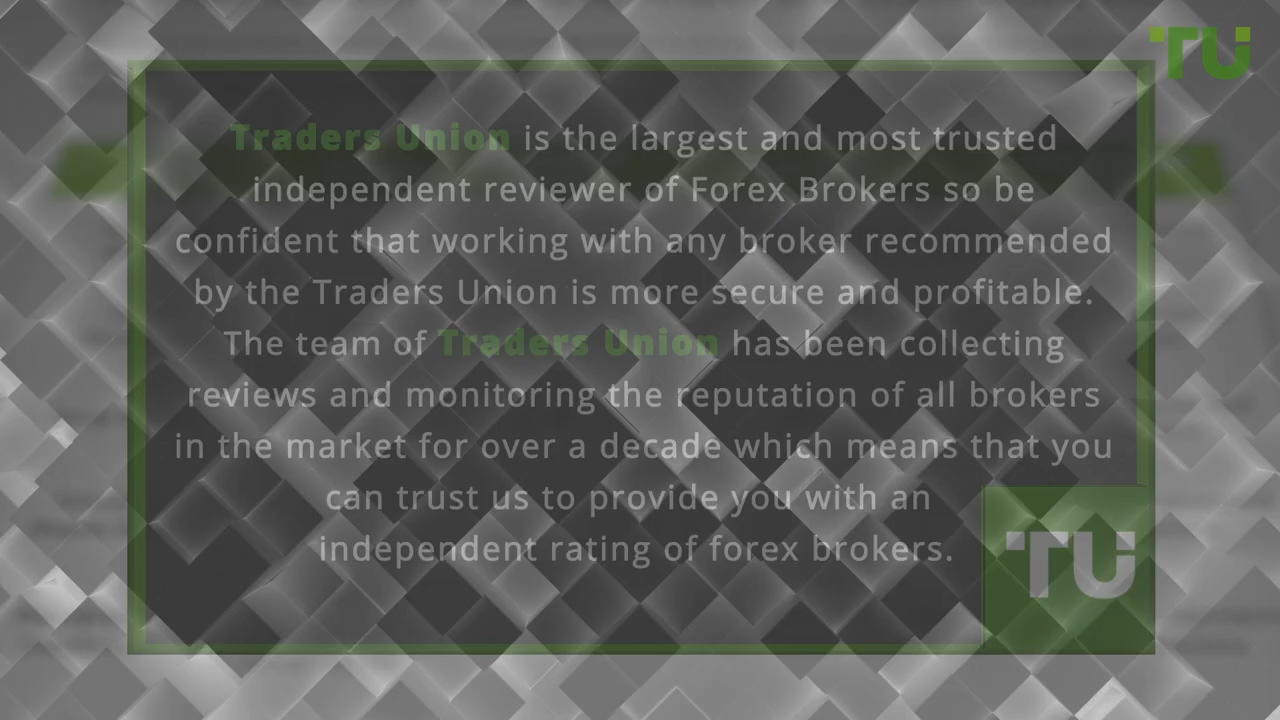 TU
Traders Union is the largest and most trusted
independent reviewer of Forex Brokers so be
confident that working with any broker recommended
by the Traders Union is more secure and profitable.
The team of Traders Union has been collecting
reviews and monitoring the reputation of all brokers
in the market for over a decade which means that you
can trust us to provide you with an
independent rating of forex brokers.
TU